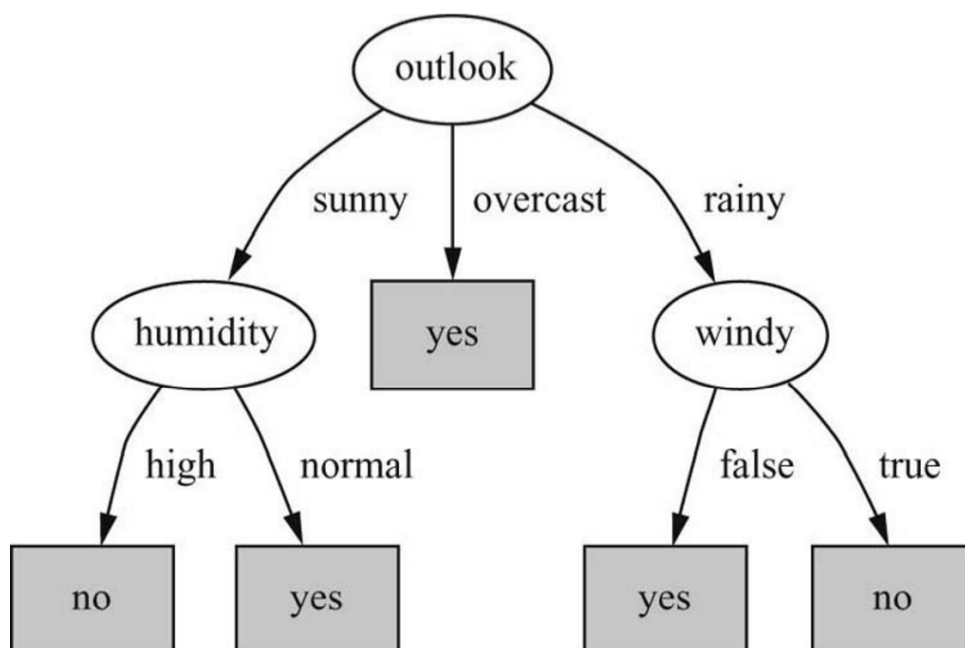 outlook
sunny overcast rainy
humidity yes windy
high normal false true
no yes yes no